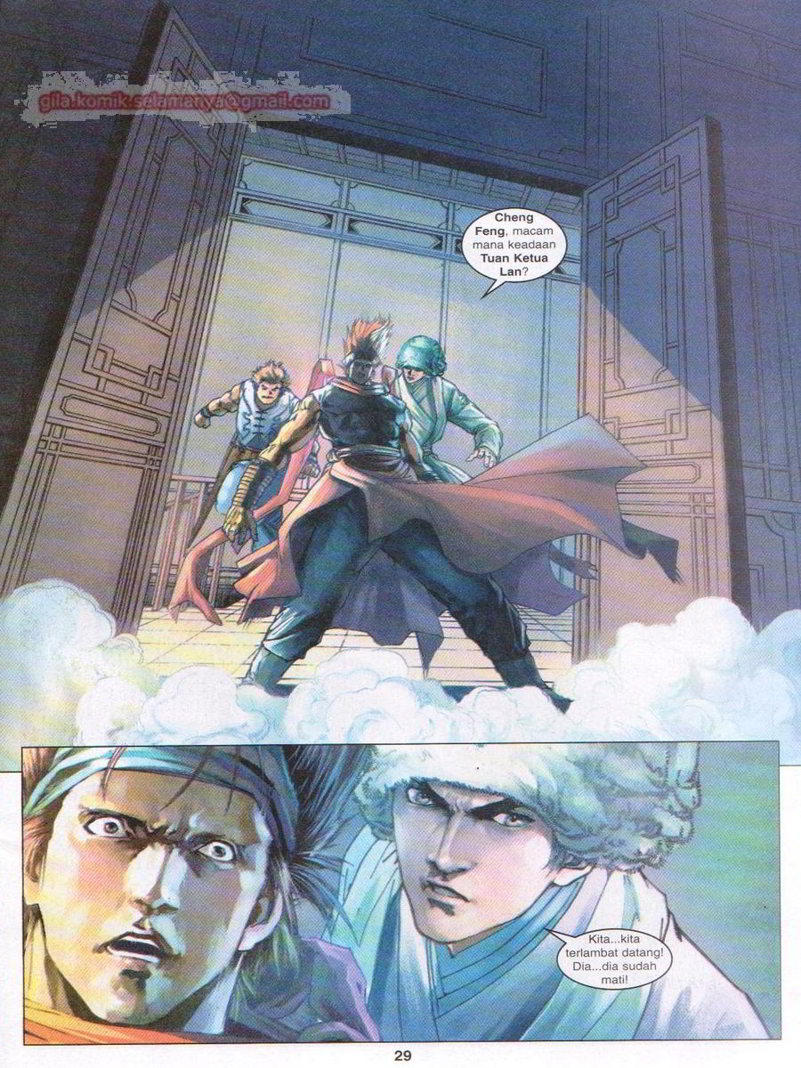 gila.komik.selamanya@gmail.com
Cheng
Feng, macam
mana keadaan
Tuan Ketua
Lan?
Kita...kita
terlambat datang!
Dia...dia sudah
mati!
29